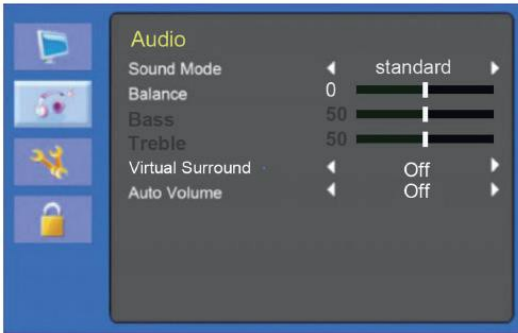 Audio
Sound Mode standard
Balance 0
Bass 50
Treble 50
Virtual Surround Off
Auto Volume Off